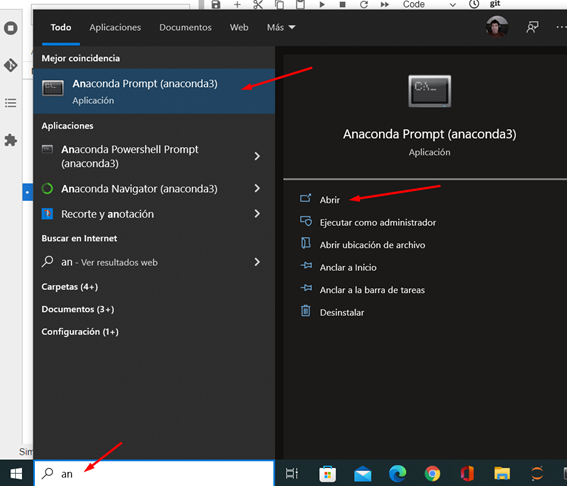 Code
git
Todo
Aplicaciones
Documentos
Web
Más
Mejor coincidencia
Anaconda Prompt (anaconda3)
Aplicación
Aplicaciones
Anaconda Powershell Prompt
(anaconda3)
Anaconda Navigator (anaconda3)
Recorte y anotación
Buscar en Internet
an - Ver resultados web
Carpetas (4+)
Documentos (3+)
Configuración (1+)
C:\_
Anaconda Prompt (anaconda3)
Aplicación
Abrir
Ejecutar como administrador
Abrir ubicación de archivo
Anclar a Inicio
Anclar a la barra de tareas
Desinstalar
Sim
an